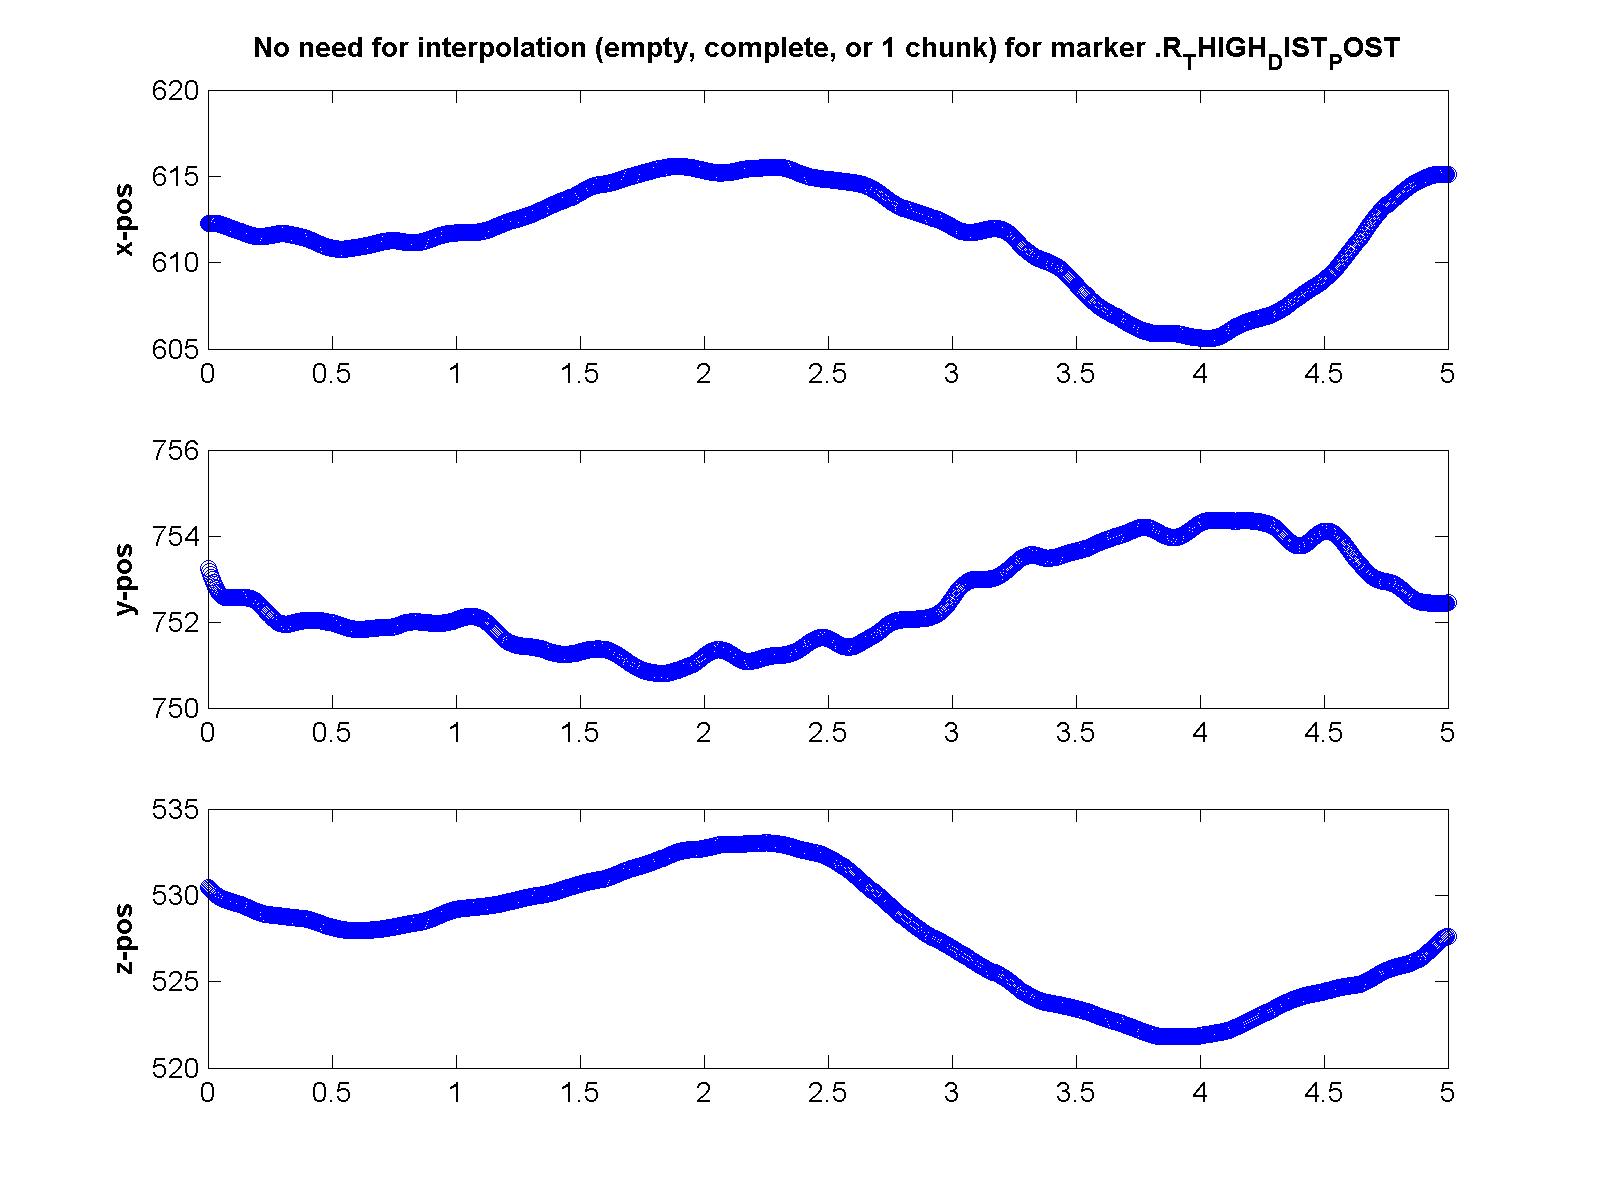 No need for interpolation (empty, complete, or 1 chunk) for marker .R_THIGH_DIST_POST
620
615
610
605
x-pos
0 0.5 1 1.5 2 2.5 3 3.5 4 4.5 5
756
754
752
750
y-pos
0 0.5 1 1.5 2 2.5 3 3.5 4 4.5 5
535
530
525
520
z-pos
0 0.5 1 1.5 2 2.5 3 3.5 4 4.5 5